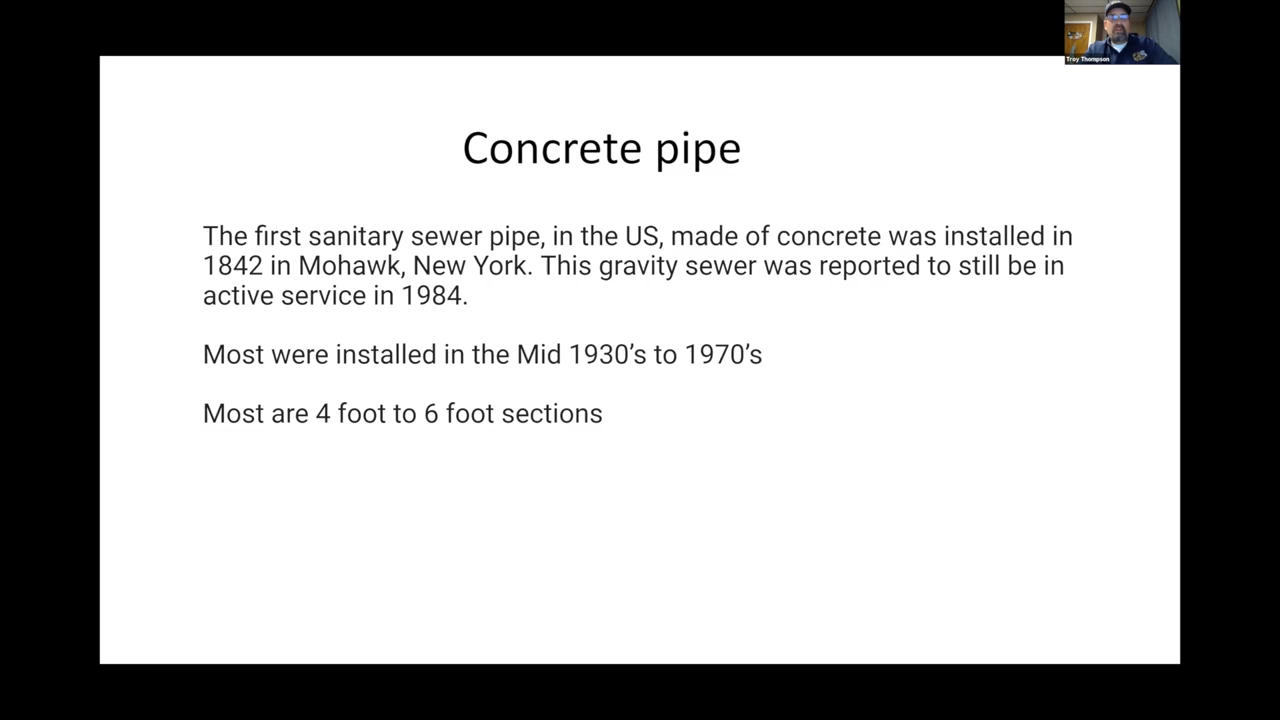 Troy Thompson
Concrete pipe
The first sanitary sewer pipe, in the US, made of concrete was installed in
1842 in Mohawk, New York. This gravity sewer was reported to still be in
active service in 1984.
Most were installed in the Mid 1930’s to 1970’s
Most are 4 foot to 6 foot sections